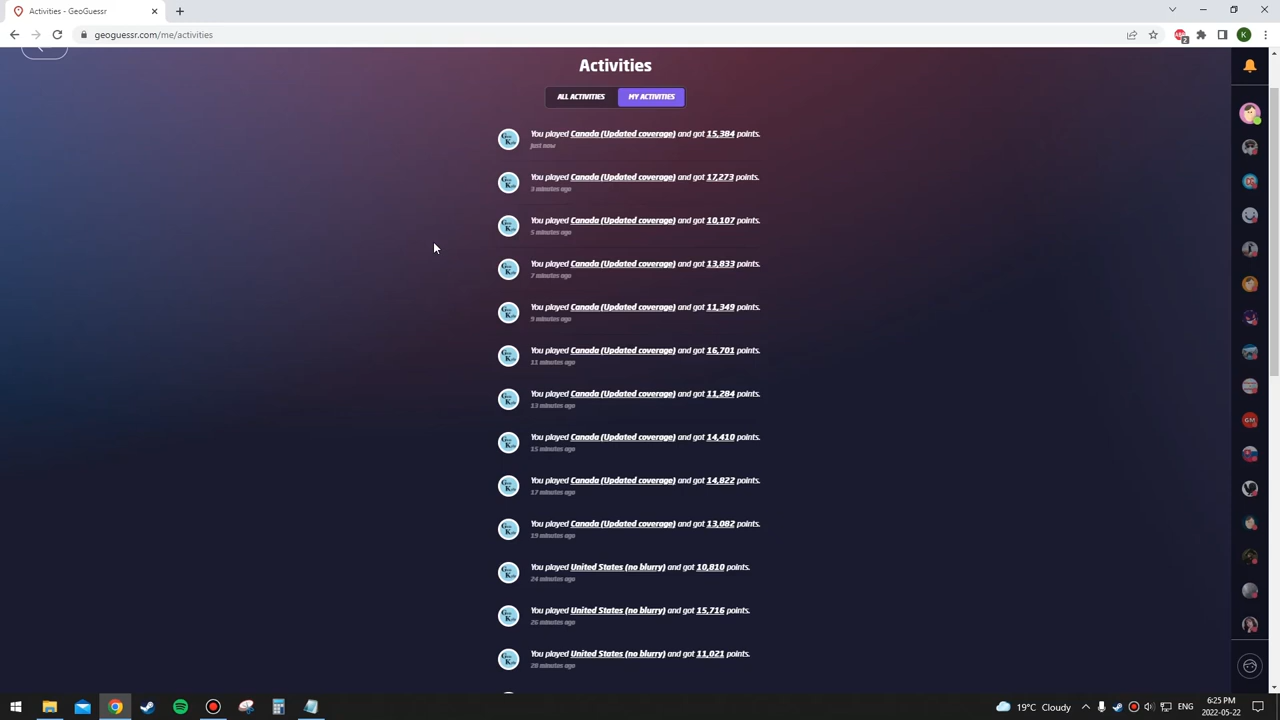 Activities - GeoGuessr
geoguessr.com/me/activities
2
K
Activities
ALL ACTIVITIES
MY ACTIVITIES
You played Canada (Updated coverage) and got 15,384 points.
Just now
You played Canada (Updated coverage) and got 17,273 points.
3 minutes ago
You played Canada (Updated coverage) and got 10,107 points.
5 minutes ago
You played Canada (Updated coverage) and got 13,833 points.
7 minutes ago
You played Canada (Updated coverage) and got 11,349 points.
9 minutes ago
You played Canada (Updated coverage) and got 16,701 points.
11 minutes ago
You played Canada (Updated coverage) and got 11,284 points.
13 minutes ago
You played Canada (Updated coverage) and got 14,410 points.
15 minutes ago
You played Canada (Updated coverage) and got 14,822 points.
17 minutes ago
You played Canada (Updated coverage) and got 13,082 points.
19 minutes ago
You played United States (no blurry) and got 10,810 points.
24 minutes ago
You played United States (no blurry) and got 15,716 points.
26 minutes ago
You played United States (no blurry) and got 11,021 points.
28 minutes ago
GM
19°C Cloudy
ENG
6:25 PM
2022-05-22